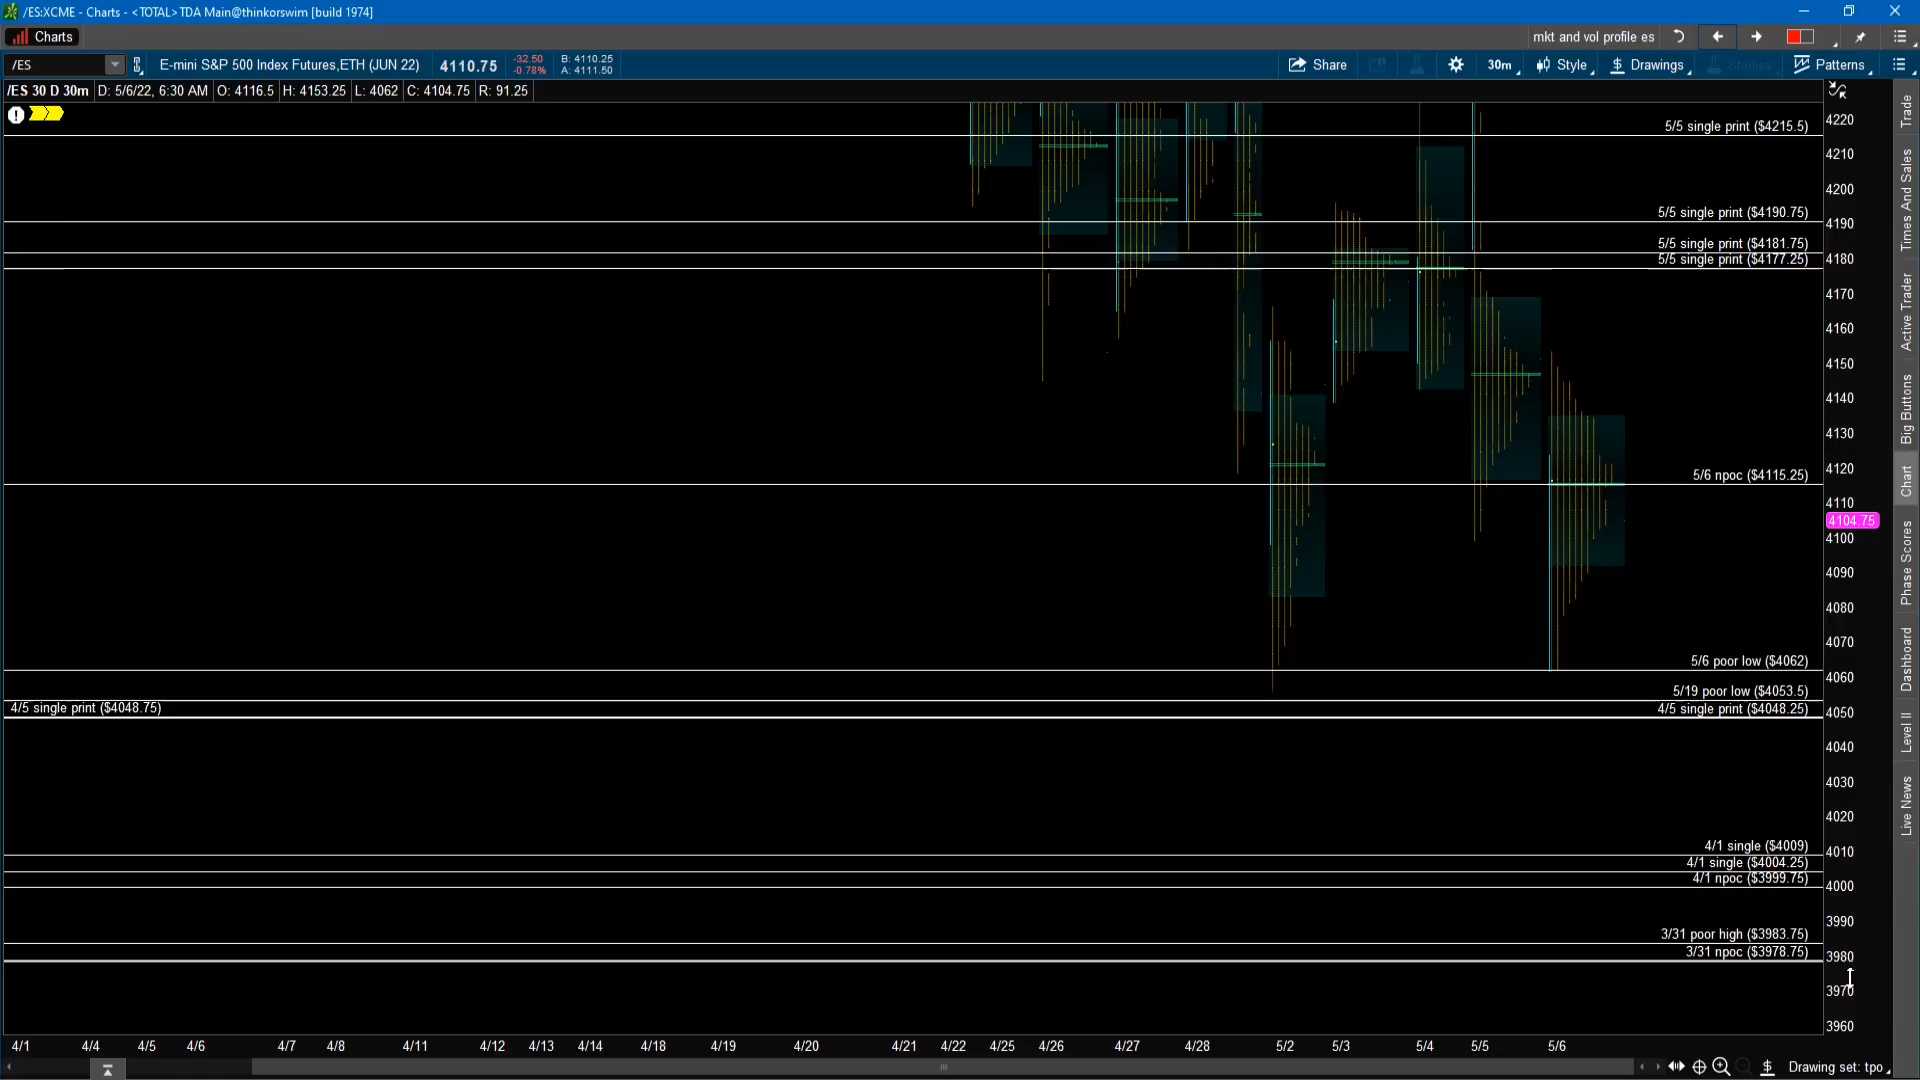 /ES:XCME - Charts - <TOTAL> TDA Main@thinkorswim [build 1974]
Charts
mkt and vol profile es
/ES
E-mini S&P 500 Index Futures,ETH (JUN 22)
4110.75
-32.50
-0.78%
B: 4110.25
A: 4111.50
Share
30m
Style
Drawings
Studies
Patterns
/ES 30 D 30m
D: 5/6/22, 6:30 AM
O: 4116.5
H: 4153.25
L: 4062
C: 4104.75
R: 91.25
5/5 single print ($4215.5)
5/5 single print ($4190.75)
5/5 single print ($4181.75)
5/5 single print ($4177.25)
5/6 npoc ($4115.25)
5/6 poor low ($4062)
5/19 poor low ($4053.5)
4/5 single print ($4048.75)
4/5 single print ($4048.25)
4/1 single ($4009)
4/1 single ($4004.25)
4/1 npoc ($3999.75)
3/31 poor high ($3983.75)
3/31 npoc ($3978.75)
4220
4210
4200
4190
4180
4170
4160
4150
4140
4130
4120
4110
4104.75
4100
4090
4080
4070
4060
4050
4040
4030
4020
4010
4000
3990
3980
3970
3960
4/1
4/4
4/5
4/6
4/7
4/8
4/11
4/12
4/13
4/14
4/18
4/19
4/20
4/21
4/22
4/25
4/26
4/27
4/28
5/2
5/3
5/4
5/5
5/6
Trade
Times And Sales
Active Trader
Big Buttons
Chart
Phase Scores
Dashboard
Level II
Live News
Drawing set: tpo